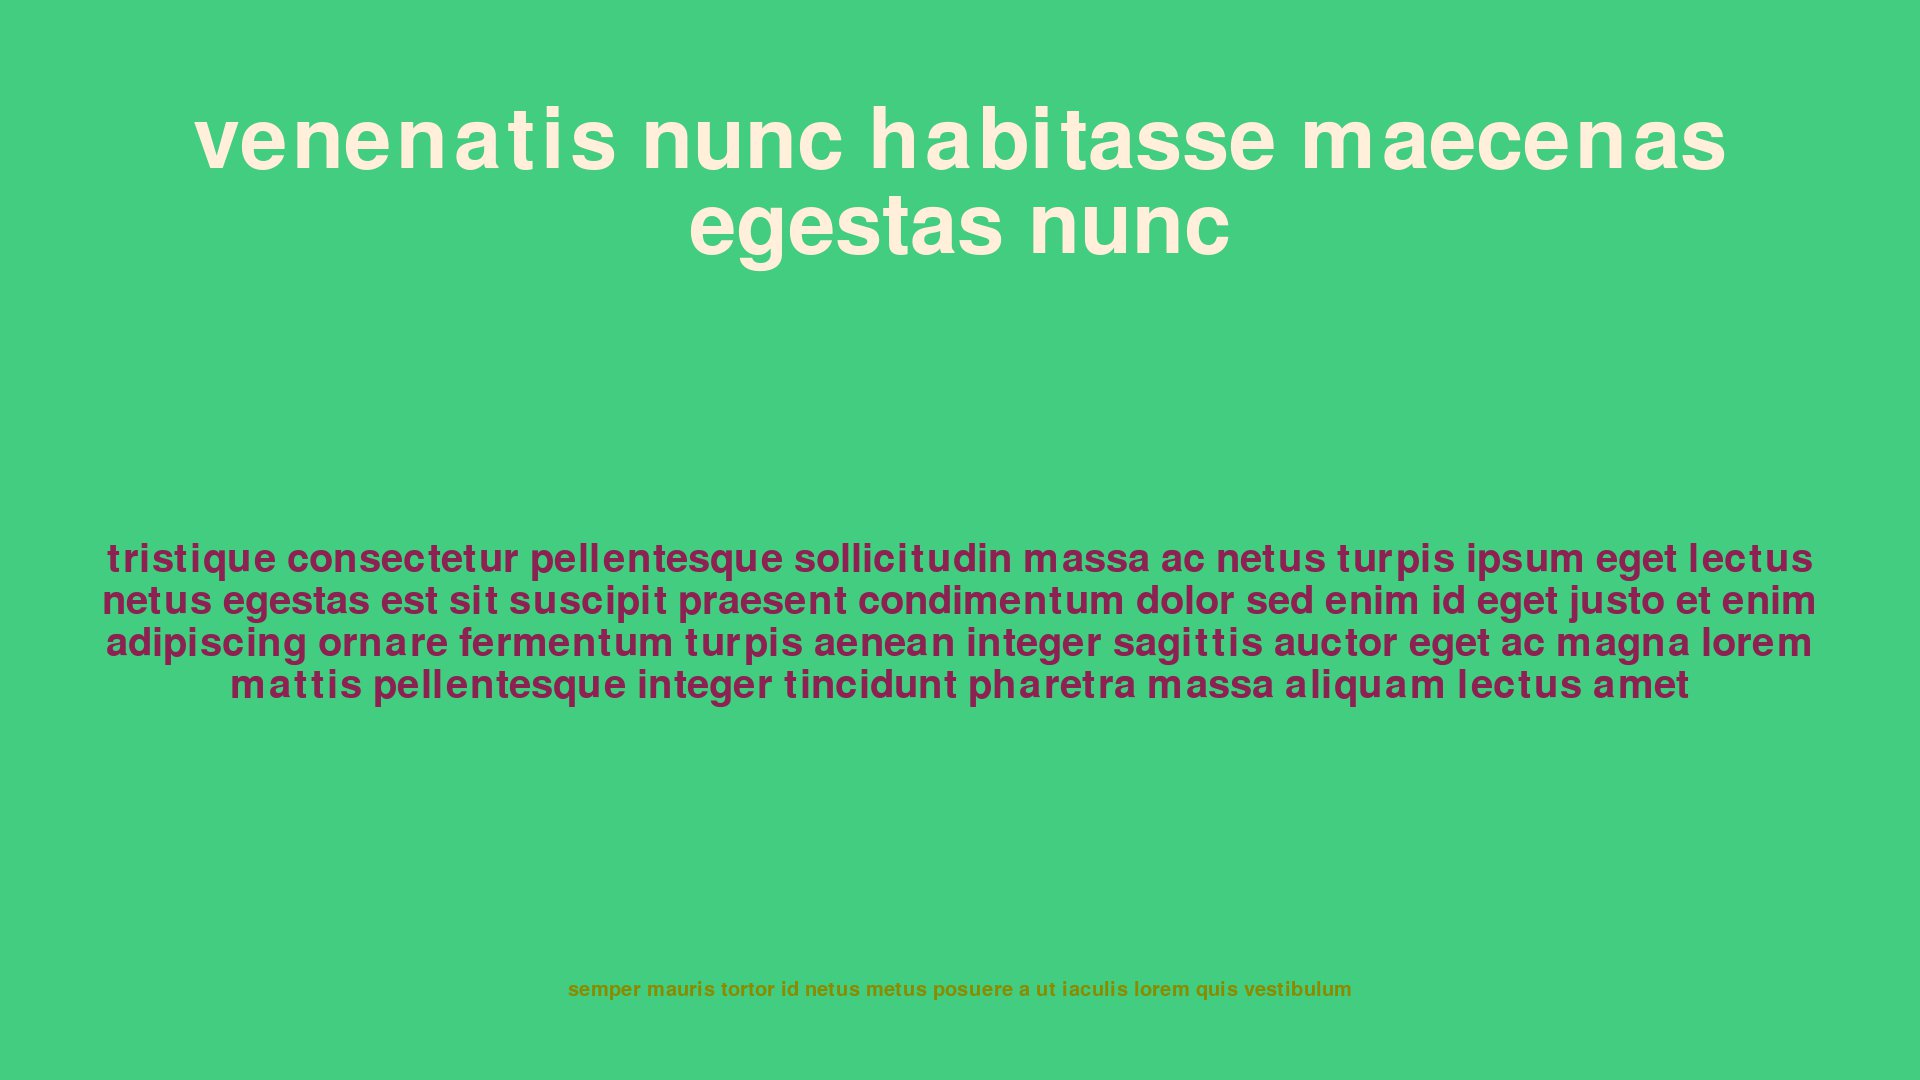 venenatis nunc habitasse maecenas
egestas nunc
tristique consectetur pellentesque sollicitudin massa ac netus turpis ipsum eget lectus
netus egestas est sit suscipit praesent condimentum dolor sed enim id eget justo et enim
adipiscing ornare fermentum turpis aenean integer sagittis auctor eget ac magna lorem
mattis pellentesque integer tincidunt pharetra massa aliquam lectus amet
semper mauris tortor id netus metus posuere a ut iaculis lorem quis vestibulum